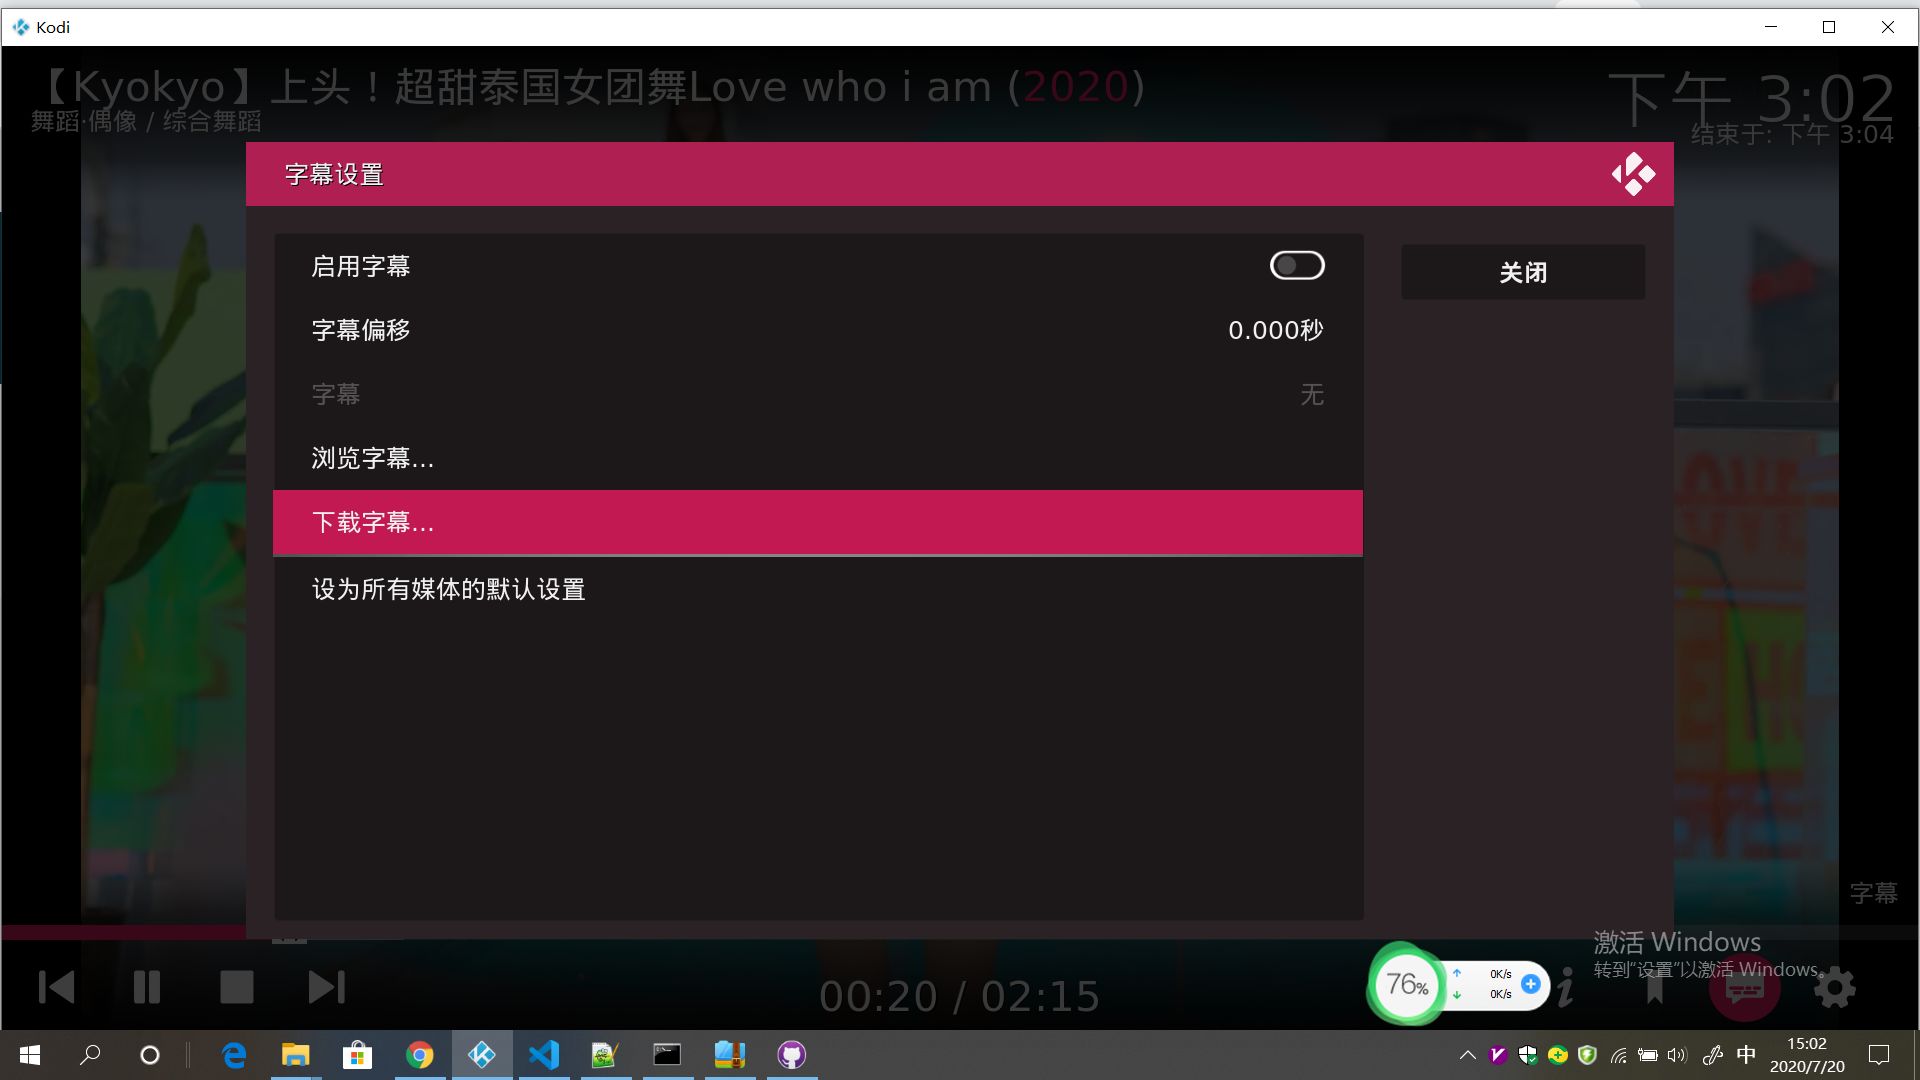 Kodi
【Kyokyo】上头！超甜泰国女团舞Love who i am (2020)
舞蹈·偶像 / 综合舞蹈
下午 3:02
结束于: 下午 3:04
字幕设置
启用字幕
关闭
字幕偏移 0.000秒
字幕 无
浏览字幕...
下载字幕...
设为所有媒体的默认设置
字幕
激活 Windows
转到"设置"以激活 Windows。
00:20 / 02:15
76%
0K/s
0K/s
中
15:02
2020/7/20